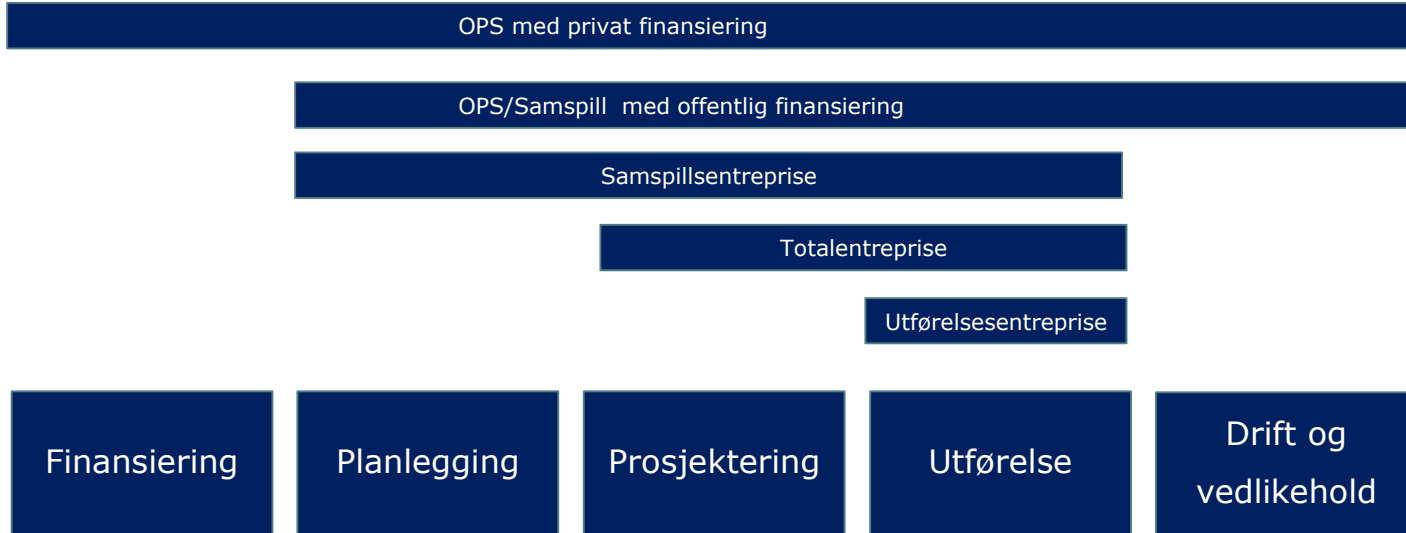 OPS med privat finansiering
OPS/Samspill med offentlig finansiering
Samspillsentreprise
Totalentreprise
Utførelsesentreprise
Finansiering
Planlegging
Prosjektering
Utførelse
Drift og
vedlikehold